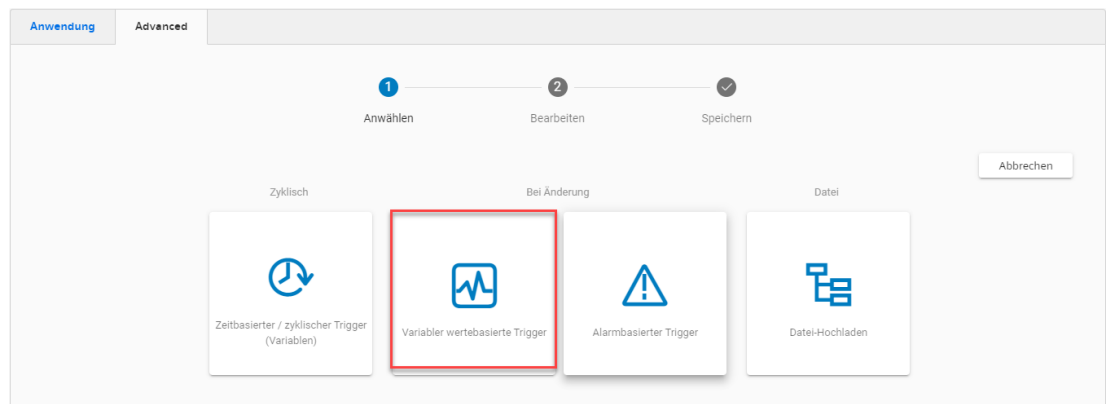 Anwendung Advanced
1 2
Anwählen Bearbeiten Speichern
Abbrechen
Zyklisch Bei Änderung Datei
Zeitbasierter / zyklischer Trigger
(Variablen)
Variabler wertebasierte Trigger
Alarmbasierter Trigger
Datei-Hochladen